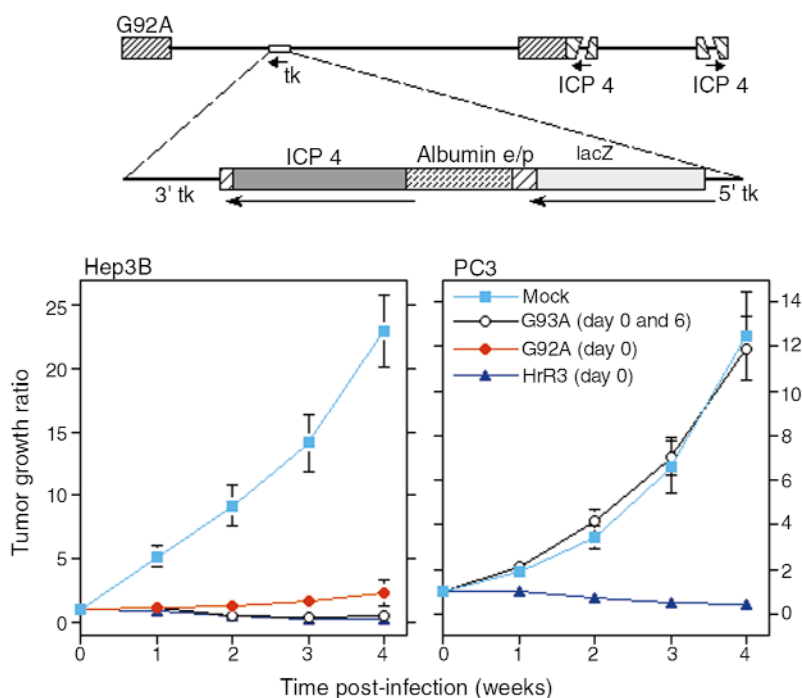 G92A
tk
ICP 4
ICP 4
ICP 4
Albumin e/p
lacZ
3' tk
5' tk
Hep3B
PC3
25
20
15
10
5
0
Mock
G93A (day 0 and 6)
G92A (day 0)
HrR3 (day 0)
14
12
10
8
6
4
2
0
Tumor growth ratio
0 1 2 3 4
0 1 2 3 4
Time post-infection (weeks)